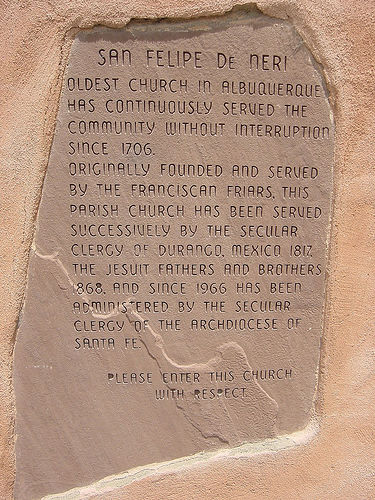 SAN FELIPE DE NERI
OLDEST CHURCH IN ALBUQUERQUE
HAS CONTINUOUSLY SERVED THE
COMMUNITY WITHOUT INTERRUPTION
SINCE 1706.
ORIGINALLY FOUNDED AND SERVED
BY THE FRANCISCAN FRIARS, THIS
PARISH CHURCH HAS BEEN SERVED
SUCCESSIVELY BY THE SECULAR
CLERGY OF DURANGO, MEXICO 1817,
THE JESUIT FATHERS AND BROTHERS
1868, AND SINCE 1966 HAS BEEN
ADMINISTERED BY THE SECULAR
CLERGY OF THE ARCHDIOCESE OF
SANTA FE.
PLEASE ENTER THIS CHURCH
WITH RESPECT.